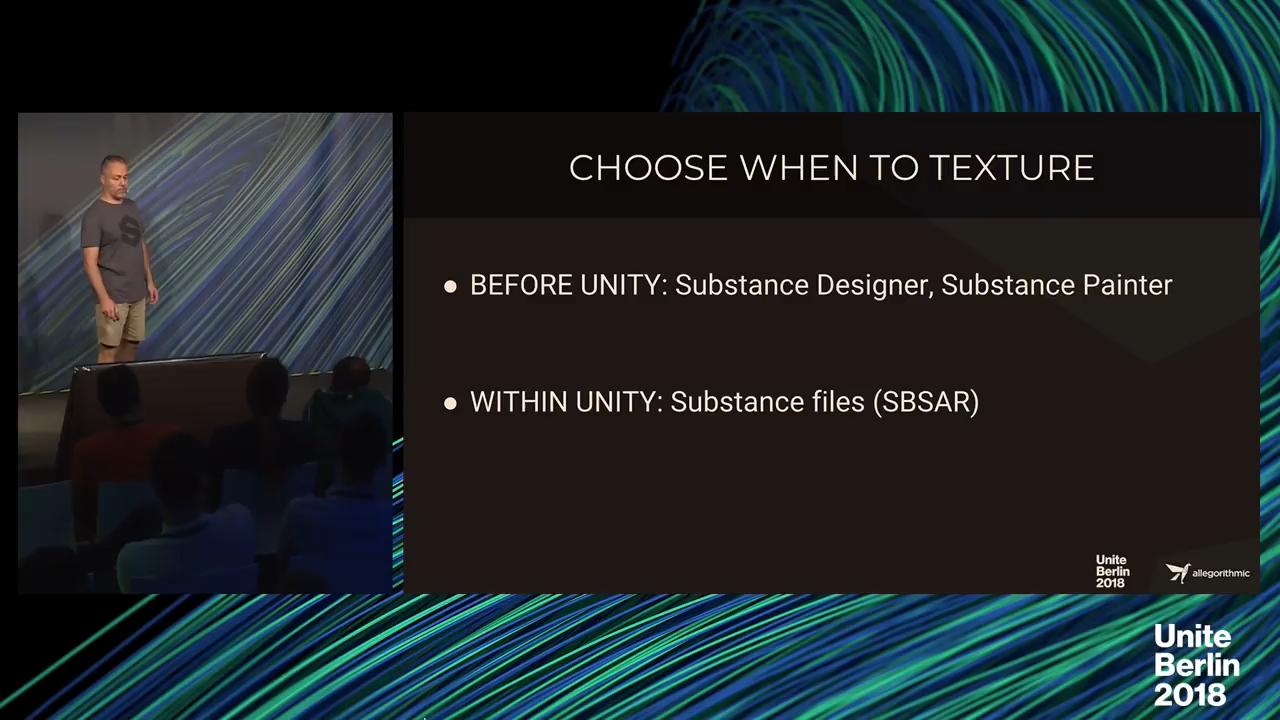 CHOOSE WHEN TO TEXTURE
● BEFORE UNITY: Substance Designer, Substance Painter
● WITHIN UNITY: Substance files (SBSAR)
Unite
Berlin
2018
allegorithmic
Unite
Berlin
2018